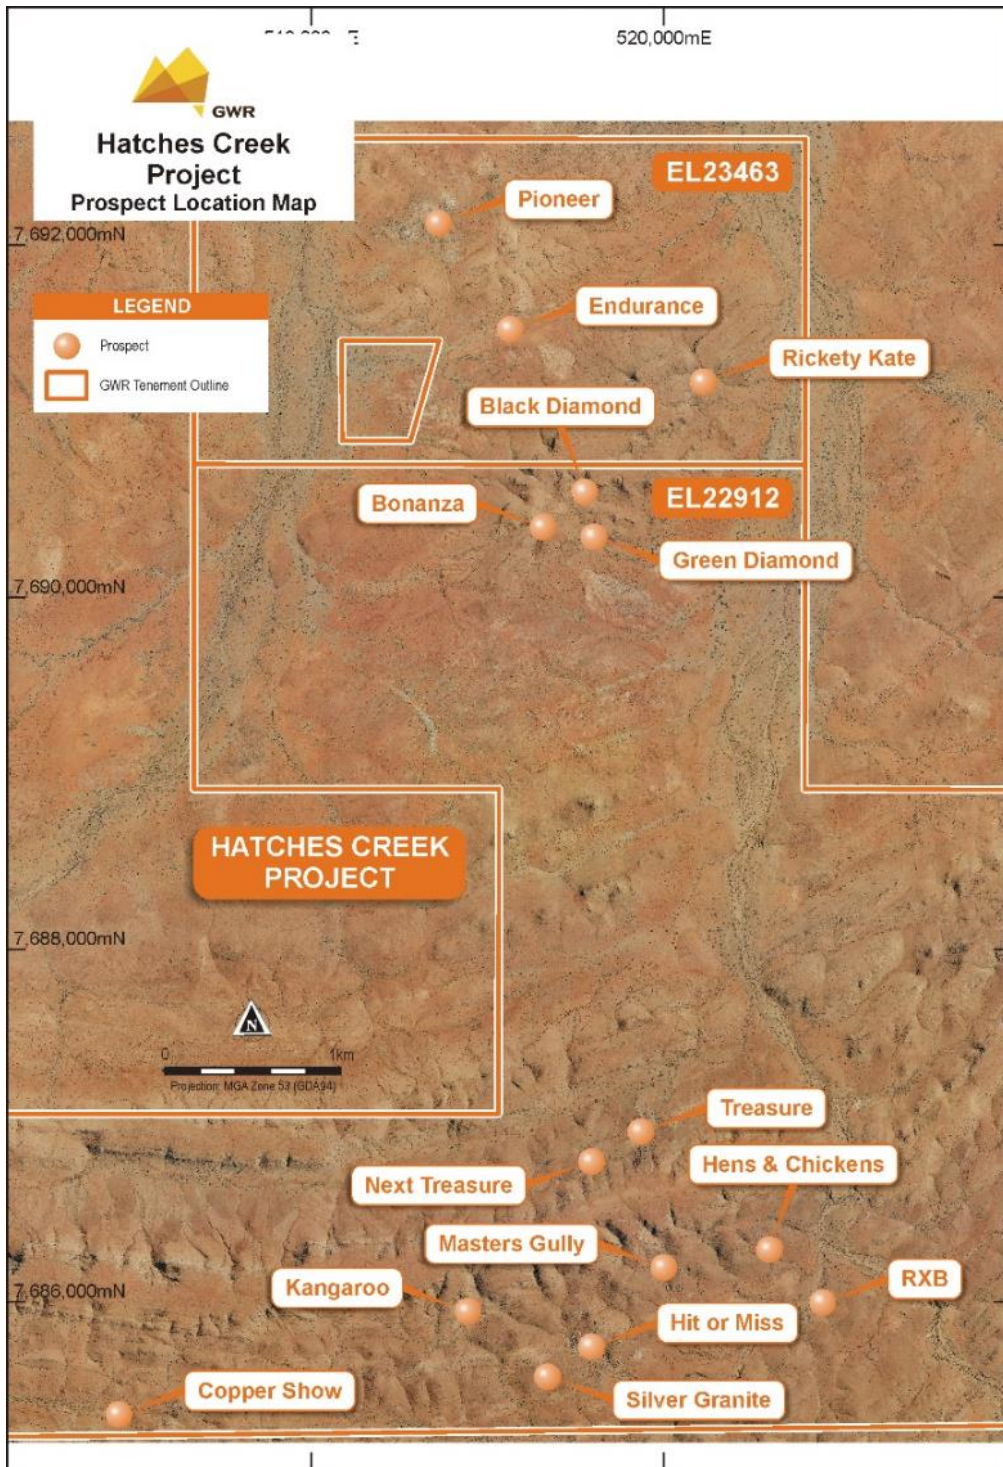 520,000mE
GWR
Hatches Creek
Project
Prospect Location Map
EL23463
Pioneer
7,692,000mN
LEGEND
Prospect
GWR Tenement Outline
Endurance
Rickety Kate
Black Diamond
Bonanza
EL22912
Green Diamond
7,690,000mN
HATCHES CREEK
PROJECT
7,688,000mN
N
0 1km
Projection: MGA Zone 53 (GDA94)
Treasure
Hens & Chickens
Next Treasure
Masters Gully
RXB
Kangaroo
7,686,000mN
Hit or Miss
Copper Show
Silver Granite